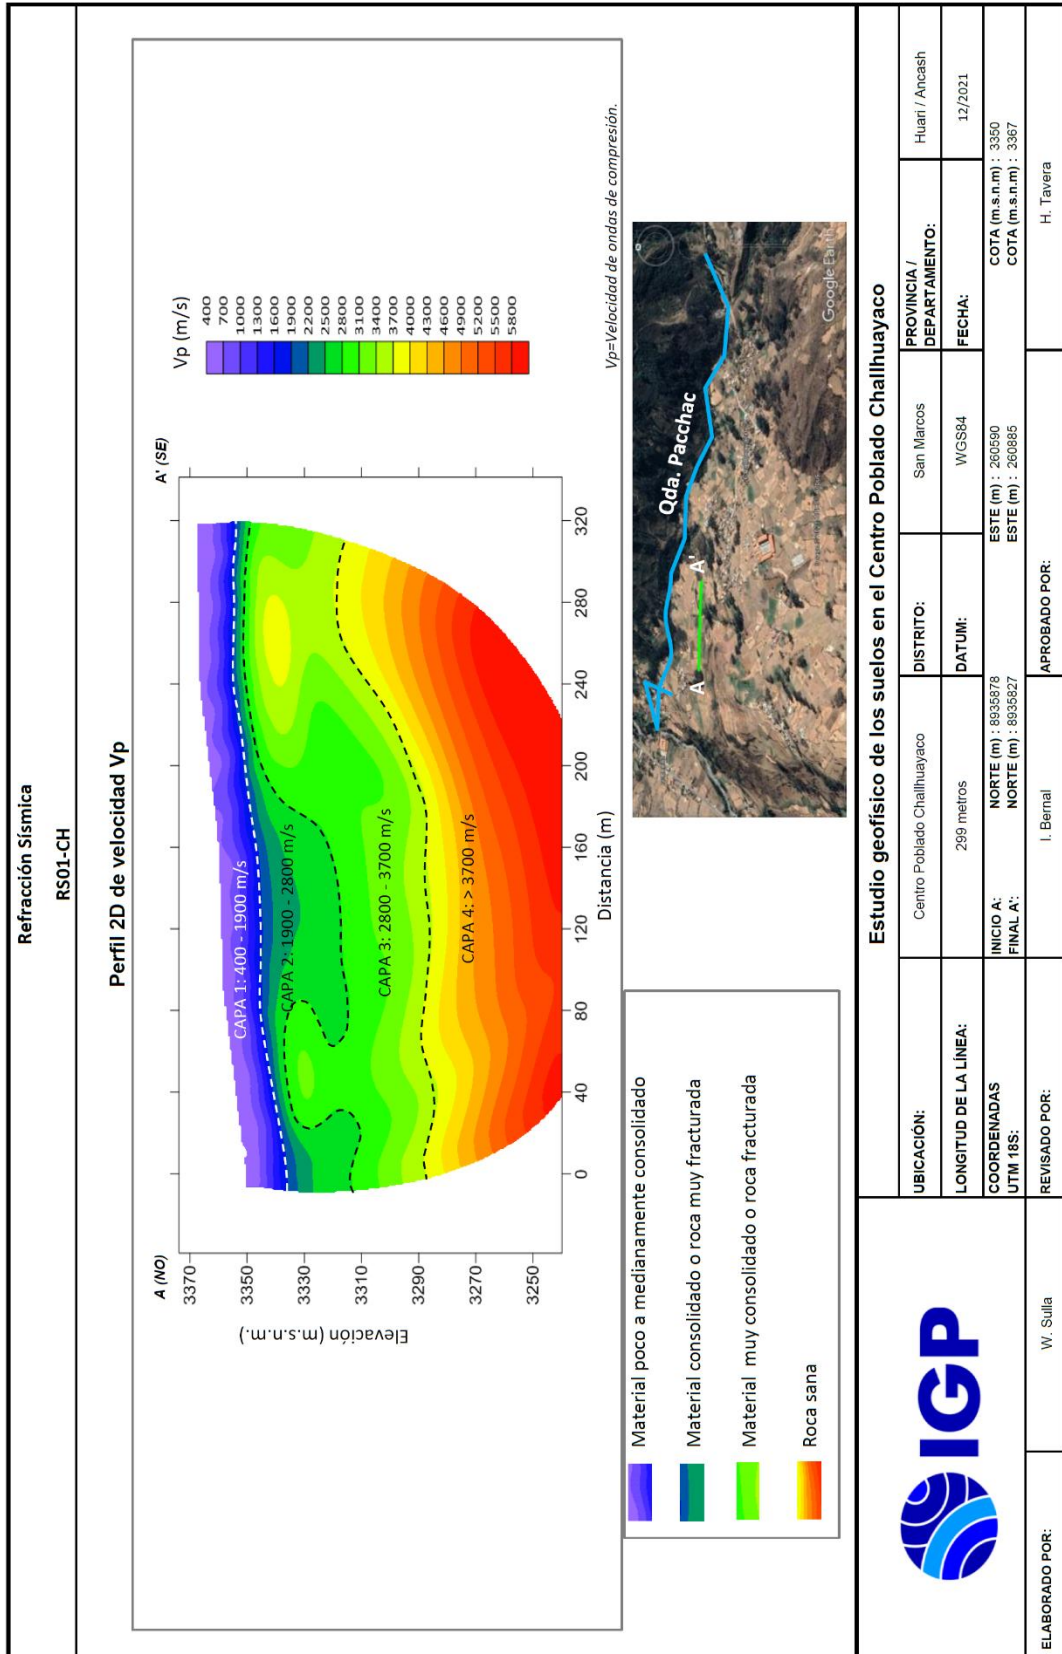 Refracción Sísmica
RS01-CH
Perfil 2D de velocidad Vp
A (NO)
A' (SE)
Elevación (m.s.n.m.)
3370
3350
3330
3310
3290
3270
3250
CAPA 1: 400 - 1900 m/s
CAPA 2: 1900 - 2800 m/s
CAPA 3: 2800 - 3700 m/s
CAPA 4: > 3700 m/s
0 40 80 120 160 200 240 280 320
Distancia (m)
Vp (m/s)
400
700
1000
1300
1600
1900
2200
2500
2800
3100
3400
3700
4000
4300
4600
4900
5200
5500
5800
Vp=Velocidad de ondas de compresión.
Material poco a medianamente consolidado
Material consolidado o roca muy fracturada
Material muy consolidado o roca fracturada
Roca sana
Qda. Pacchac
A A'
Google Earth
IGP
Estudio geofísico de los suelos en el Centro Poblado Challhuayaco
UBICACIÓN: Centro Poblado Challhuayaco DISTRITO: San Marcos PROVINCIA / DEPARTAMENTO: Huari / Ancash
LONGITUD DE LA LÍNEA: 299 metros DATUM: WGS84 FECHA: 12/2021
COORDENADAS UTM 18S:
INICIO A: NORTE (m) : 8935878 ESTE (m) : 260590 COTA (m.s.n.m) : 3350
FINAL A': NORTE (m) : 8935827 ESTE (m) : 260885 COTA (m.s.n.m) : 3367
ELABORADO POR: W. Sulla REVISADO POR: I. Bernal APROBADO POR: H. Tavera